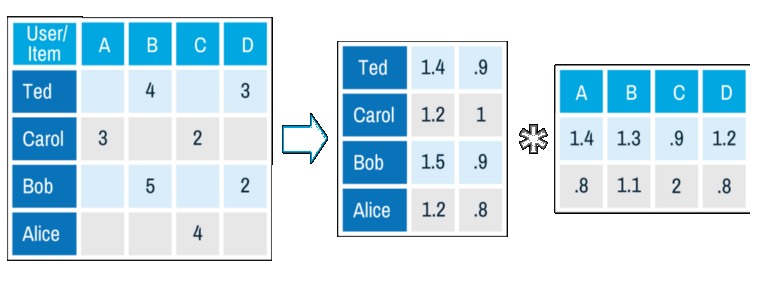 User/ Item A B C D
Ted 4 3
Carol 3 2
Bob 5 2
Alice 4
Ted 1.4 .9
Carol 1.2 1
Bob 1.5 .9
Alice 1.2 .8
A B C D
1.4 1.3 .9 1.2
.8 1.1 2 .8